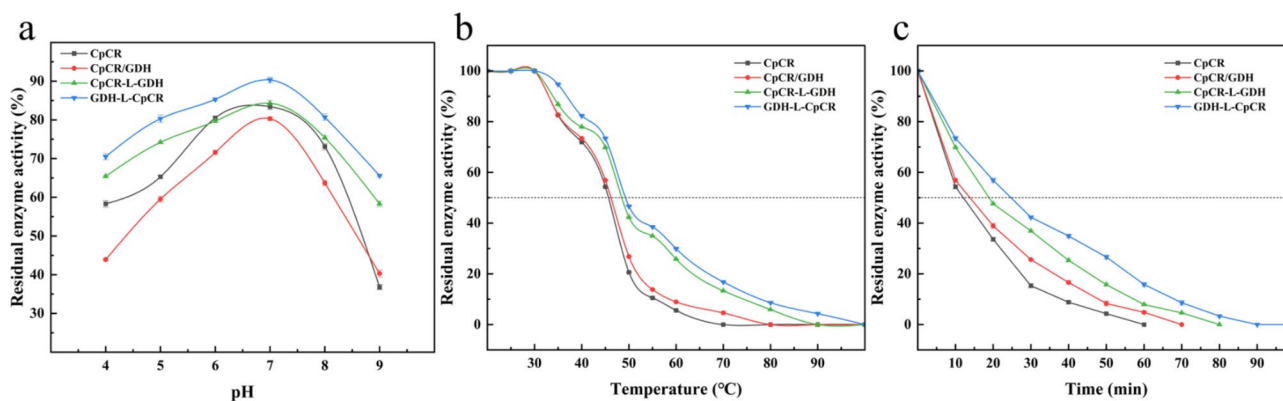 a
CpCR
CpCR/GDH
CpCR-L-GDH
GDH-L-CpCR
Residual enzyme activity (%)
90
80
70
60
50
40
30
4 5 6 7 8 9
pH
b
CpCR
CpCR/GDH
CpCR-L-GDH
GDH-L-CpCR
Residual enzyme activity (%)
100
80
60
40
20
0
30 40 50 60 70 80 90
Temperature (°C)
c
CpCR
CpCR/GDH
CpCR-L-GDH
GDH-L-CpCR
Residual enzyme activity (%)
100
80
60
40
20
0
10 20 30 40 50 60 70 80 90
Time (min)